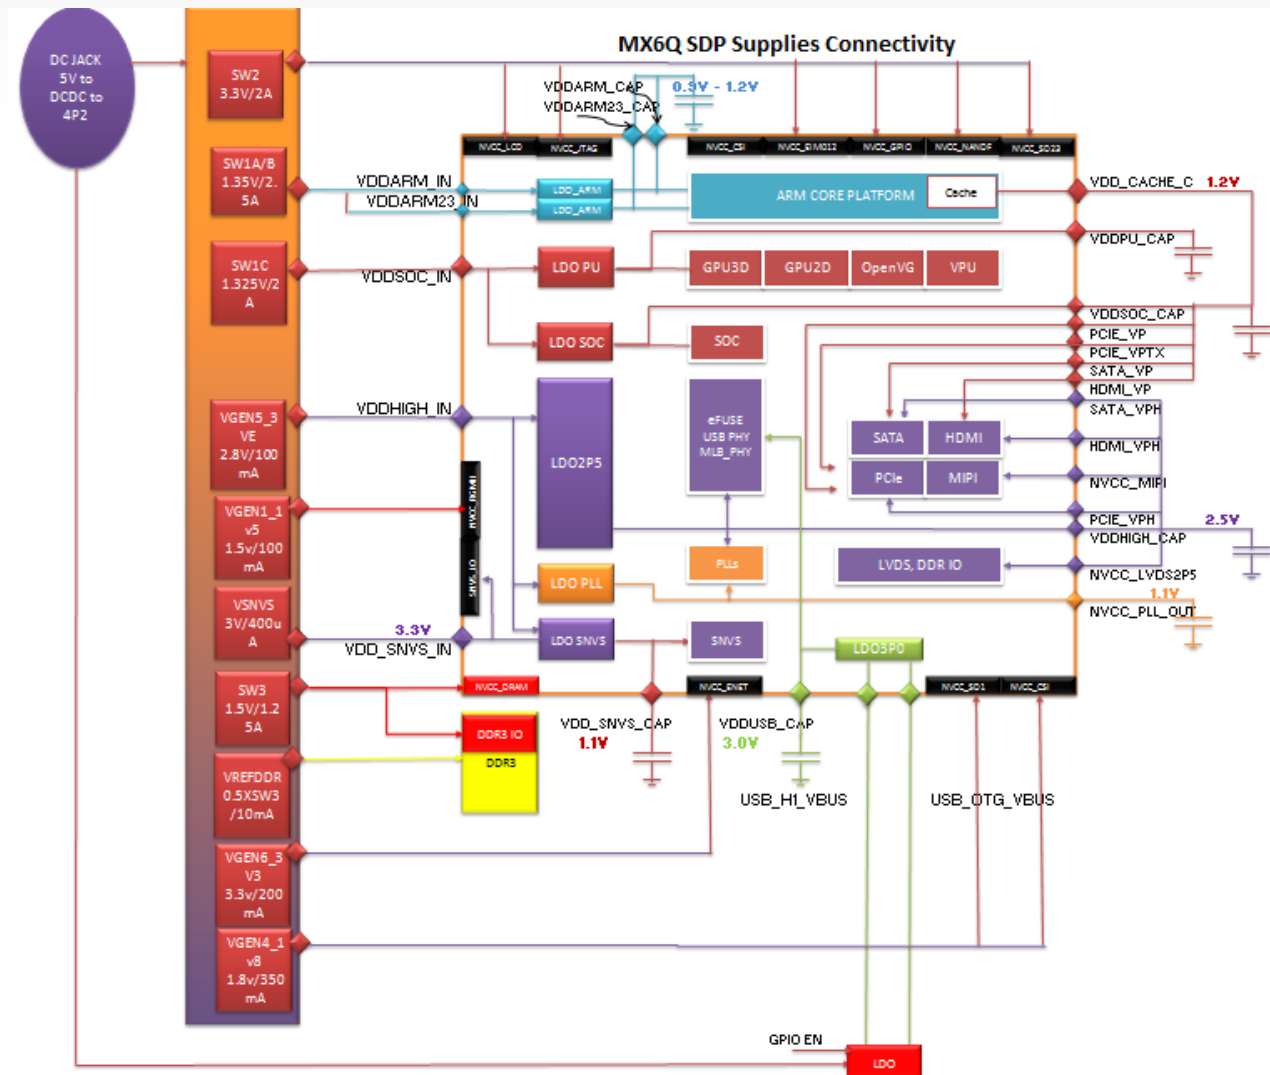 MX6Q SDP Supplies Connectivity
DC JACK
5V to
DCDC to
4P2
SW2
3.3V/2A
SW1A/B
1.35V/2.
5A
SW1C
1.325V/2
A
VGEN5_3
VE
2.8V/100
mA
VGEN1_1
v5
1.5v/100
mA
VSNVS
3V/400u
A
SW3
1.5V/1.2
5A
VREFDDR
0.5XSW3
/10mA
VGEN6_3
V3
3.3v/200
mA
VGEN4_1
v8
1.8v/350
mA
VDDARM_CAP
VDDARM23_CAP
0.9V - 1.2V
NVCC_LCD
NVCC_JTAG
NVCC_CSI
NVCC_EIM012
NVCC_GPIO
NVCC_NANDF
NVCC_SD23
VDDARM_IN
VDDARM23_IN
VDDSOC_IN
VDDHIGH_IN
3.3V
VDD_SNVS_IN
LDO_ARM
LDO_ARM
ARM CORE PLATFORM
Cache
LDO PU
GPU3D
GPU2D
OpenVG
VPU
LDO SOC
SOC
LDO2P5
eFUSE
USB PHY
MLB_PHY
SATA
HDMI
PCIe
MIPI
NVCC_RGMII
SNVS_IO
LDO PLL
PLLs
LVDS, DDR IO
LDO SNVS
SNVS
LDO3P0
NVCC_DRAM
NVCC_ENET
NVCC_SD1
NVCC_CSI
VDD_CACHE_C
1.2V
VDDPU_CAP
VDDSOC_CAP
PCIE_VP
PCIE_VPTX
SATA_VP
HDMI_VP
SATA_VPH
HDMI_VPH
NVCC_MIPI
PCIE_VPH
2.5V
VDDHIGH_CAP
NVCC_LVDS2P5
1.1V
NVCC_PLL_OUT
DDR3 IO
DDR3
VDD_SNVS_CAP
1.1V
VDDUSB_CAP
3.0V
USB_H1_VBUS
USB_OTG_VBUS
GPIO EN
LDO